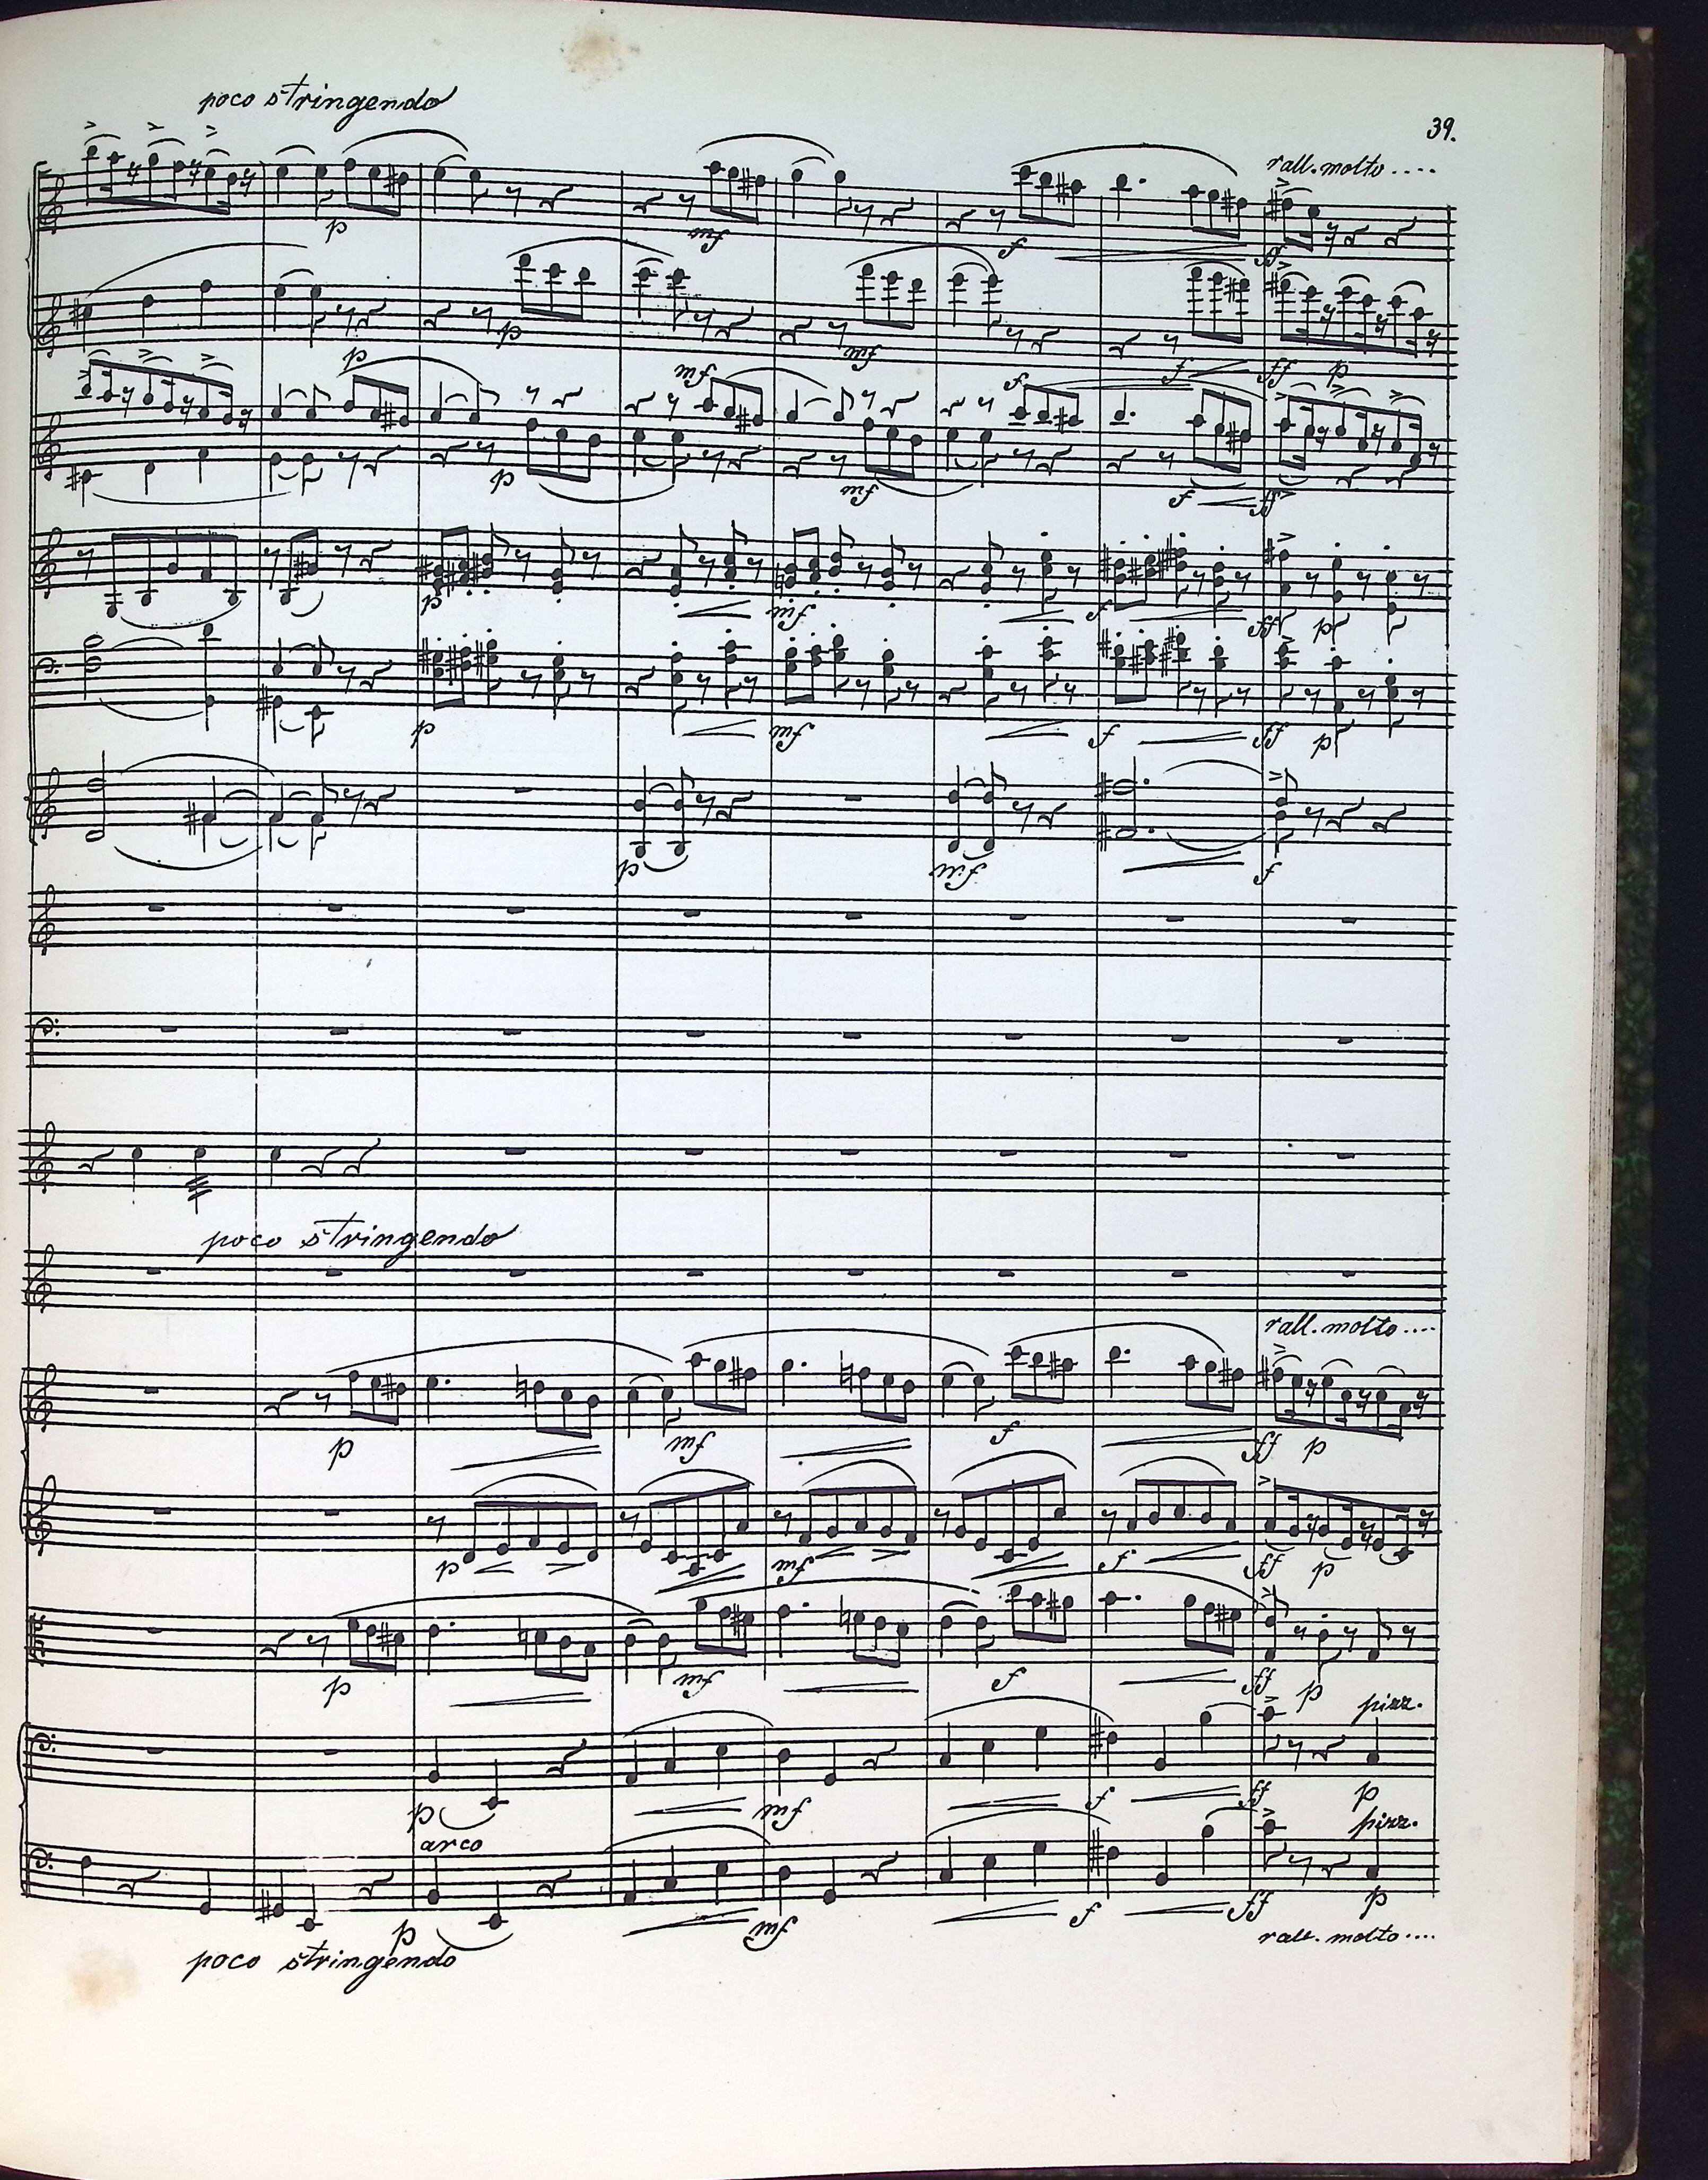 poco stringendo
39.
rall. molto....
p mf f ff
p p mf f ff p
mf f
p mf f ff
p mf f ff p
p mf f ff p
p mf f
poco stringendo
rall. molto....
p mf f ff p
p mf f ff p
p mf f ff p
pizz.
p mf f ff p
arco pizz.
p mf f ff p
poco stringendo rall. molto....